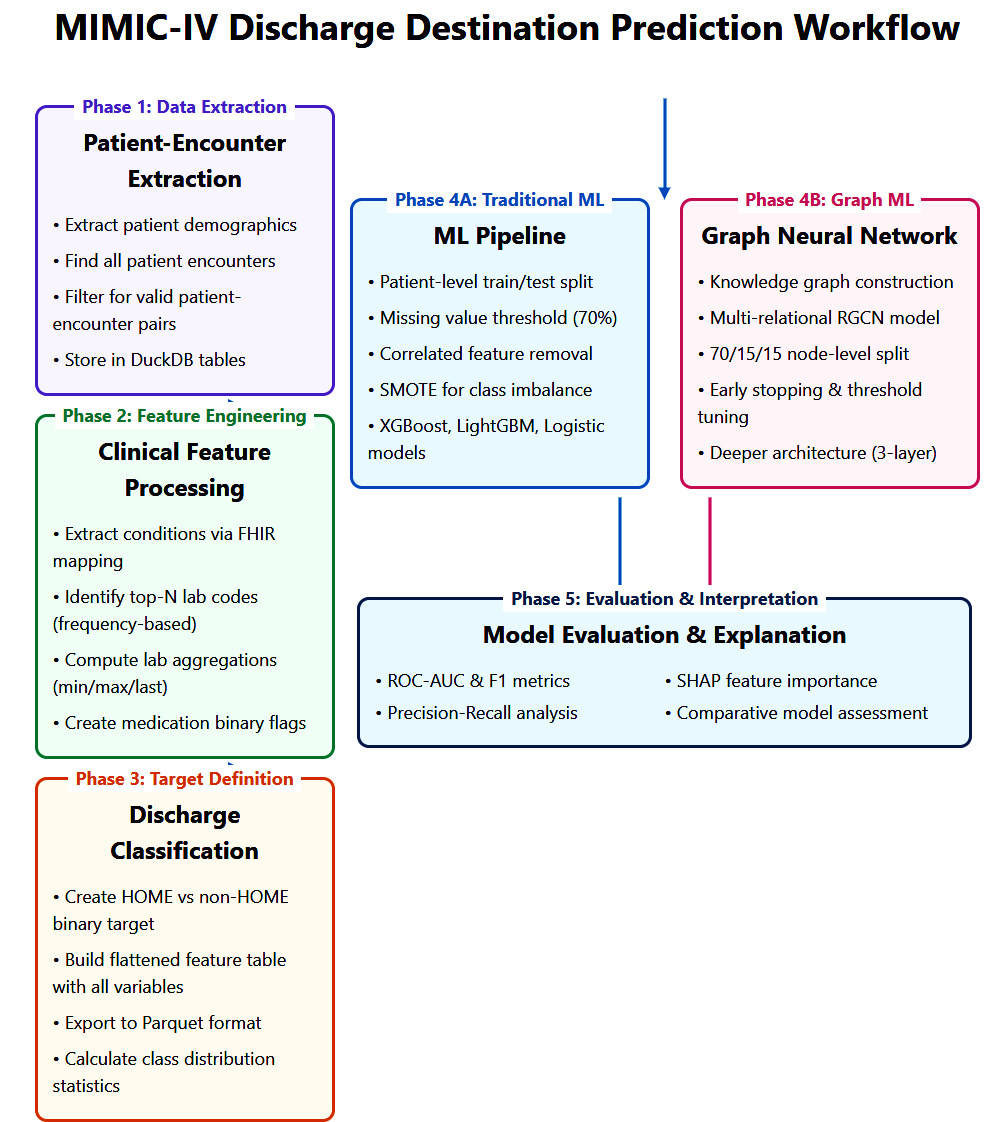 MIMIC-IV Discharge Destination Prediction Workflow
Phase 1: Data Extraction
Patient-Encounter
Extraction
• Extract patient demographics
• Find all patient encounters
• Filter for valid patient-
encounter pairs
• Store in DuckDB tables
Phase 2: Feature Engineering
Clinical Feature
Processing
• Extract conditions via FHIR
mapping
• Identify top-N lab codes
(frequency-based)
• Compute lab aggregations
(min/max/last)
• Create medication binary flags
Phase 3: Target Definition
Discharge
Classification
• Create HOME vs non-HOME
binary target
• Build flattened feature table
with all variables
• Export to Parquet format
• Calculate class distribution
statistics
Phase 4A: Traditional ML
ML Pipeline
• Patient-level train/test split
• Missing value threshold (70%)
• Correlated feature removal
• SMOTE for class imbalance
• XGBoost, LightGBM, Logistic
models
Phase 4B: Graph ML
Graph Neural Network
• Knowledge graph construction
• Multi-relational RGCN model
• 70/15/15 node-level split
• Early stopping & threshold
tuning
• Deeper architecture (3-layer)
Phase 5: Evaluation & Interpretation
Model Evaluation & Explanation
• ROC-AUC & F1 metrics
• Precision-Recall analysis
• SHAP feature importance
• Comparative model assessment